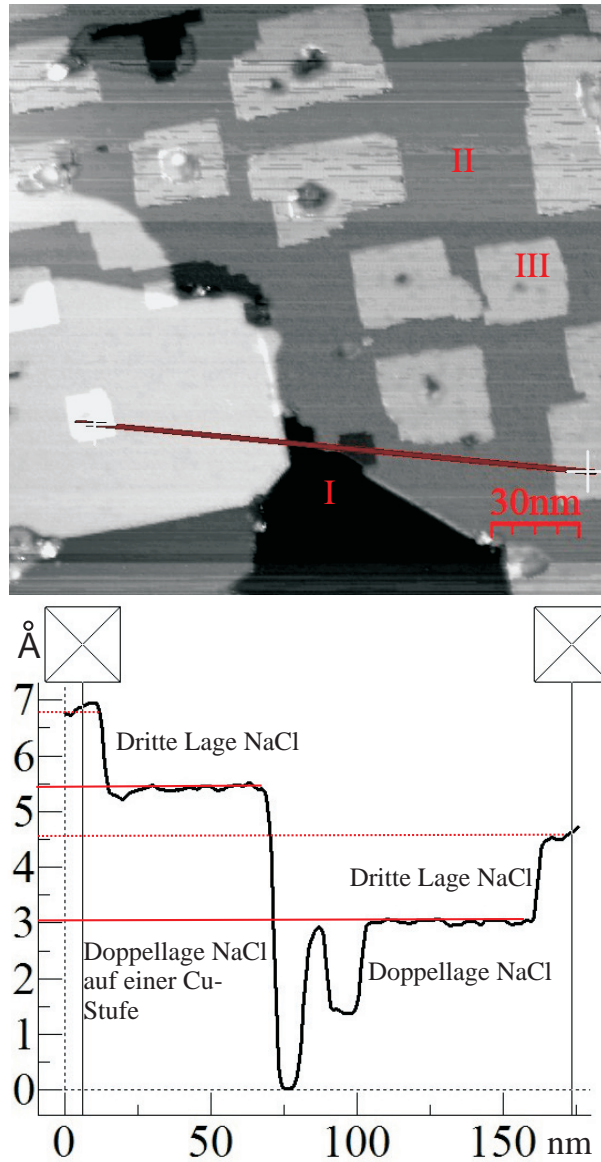 II
III
I
30nm
Å
7
Dritte Lage NaCl
6
5
4
Dritte Lage NaCl
3
Doppellage NaCl
auf einer Cu-
Stufe
Doppellage NaCl
2
1
0
0 50 100 150 nm